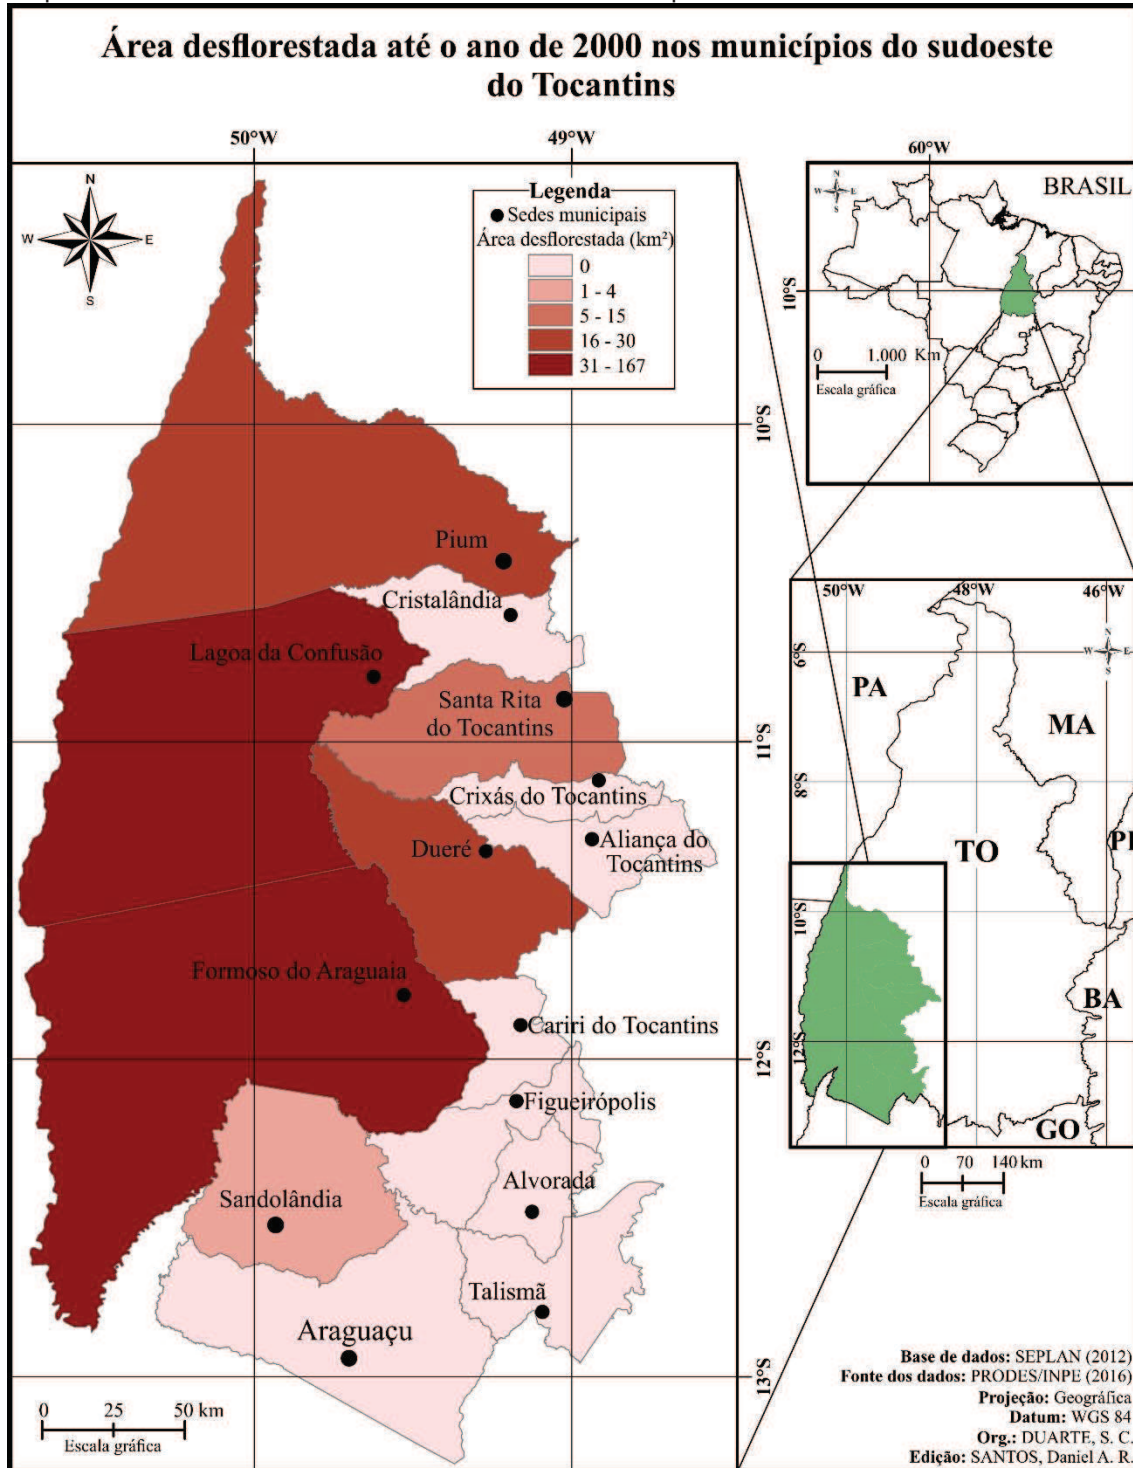 Área desflorestada até o ano de 2000 nos municípios do sudoeste
do Tocantins
50°W
49°W
N
W
E
S
Legenda
Sedes municipais
Área desflorestada (km²)
0
1 - 4
5 - 15
16 - 30
31 - 167
10°S
11°S
12°S
13°S
Pium
Cristalândia
Lagoa da Confusão
Santa Rita
do Tocantins
Crixás do Tocantins
Dueré
Aliança do
Tocantins
Formoso do Araguaia
Cariri do Tocantins
Figueirópolis
Alvorada
Sandolândia
Talismã
Araguaçu
0 25 50 km
Escala gráfica
60°W
N
W
E
S
BRASIL
10°S
0 1.000 Km
Escala gráfica
50°W
48°W
46°W
N
W
E
S
6°S
8°S
10°S
12°S
PA
MA
TO
BA
GO
0 70 140 km
Escala gráfica
Base de dados: SEPLAN (2012)
Fonte dos dados: PRODES/INPE (2016)
Projeção: Geográfica
Datum: WGS 84
Org.: DUARTE, S. C.
Edição: SANTOS, Daniel A. R.